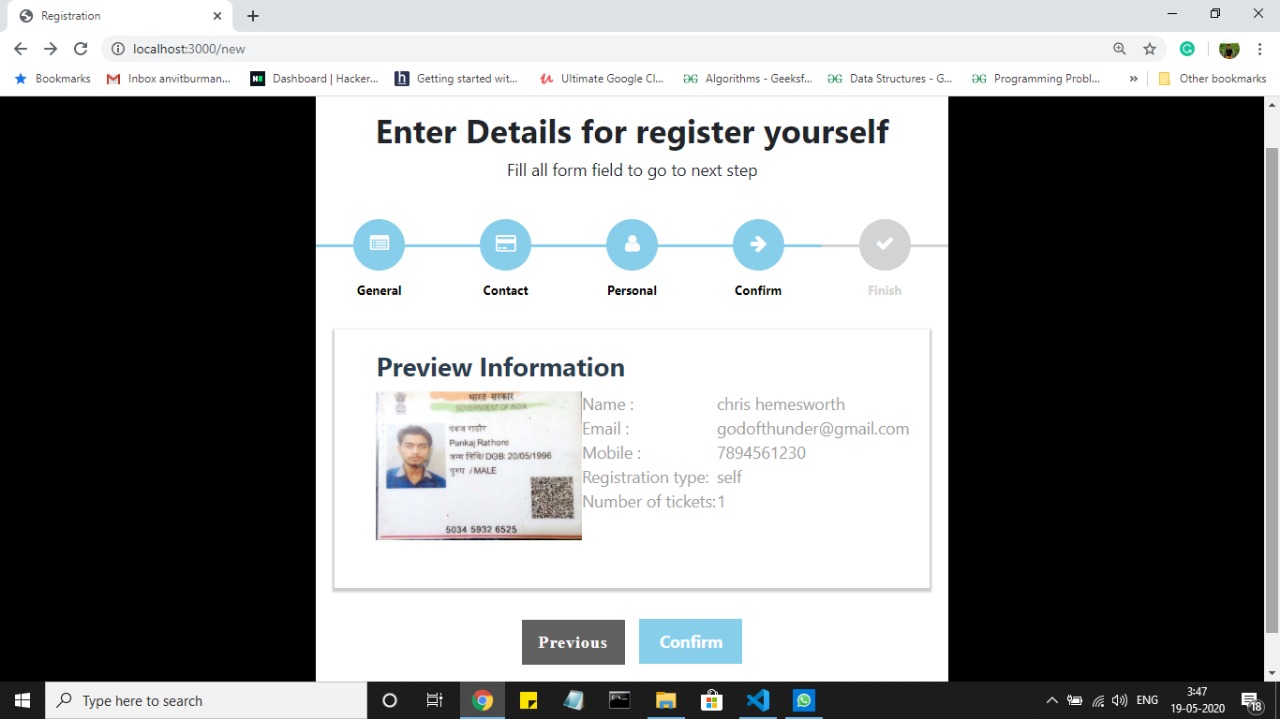 Registration
localhost:3000/new
Bookmarks
Inbox anvitburman...
Dashboard | Hacker...
Getting started wit...
Ultimate Google Cl...
Algorithms - Geeksf...
Data Structures - G...
Programming Probl...
»
Other bookmarks
Enter Details for register yourself
Fill all form field to go to next step
General
Contact
Personal
Confirm
Finish
Preview Information
भारत सरकार
GOVERNMENT OF INDIA
पंकज राठौर
Pankaj Rathore
जन्म तिथि/ DOB: 20/05/1996
पुरुष / MALE
5034 5932 6525
Name : chris hemesworth
Email : godofthunder@gmail.com
Mobile : 7894561230
Registration type: self
Number of tickets: 1
Previous
Confirm
Type here to search
ENG
3:47
19-05-2020
18